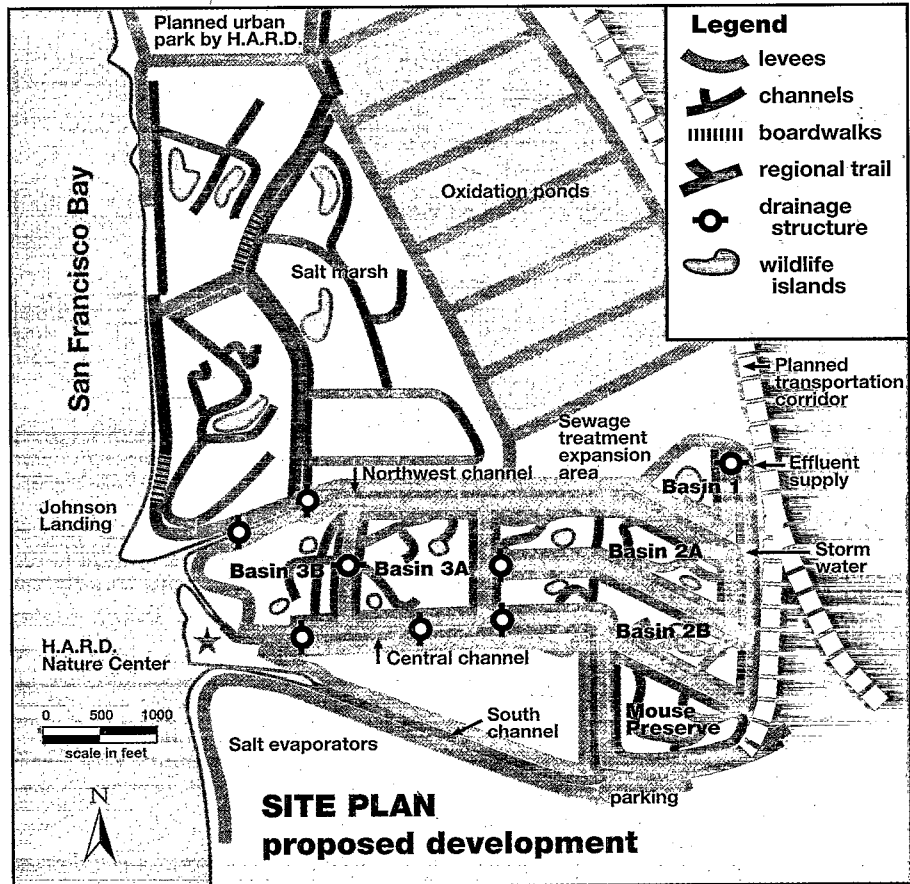 Planned urban
park by H.A.R.D.
Legend
levees
channels
boardwalks
regional trail
drainage
structure
wildlife
islands
San Francisco Bay
Oxidation ponds
Salt marsh
Planned
transportation
corridor
Sewage
treatment
expansion
area
Effluent
supply
Basin 1
Northwest channel
Johnson
Landing
Storm
water
Basin 2A
Basin 3B
Basin 3A
Basin 2B
H.A.R.D.
Nature Center
Central channel
0 500 1000
scale in feet
Mouse
Preserve
South
channel
Salt evaporators
parking
N
SITE PLAN
proposed development